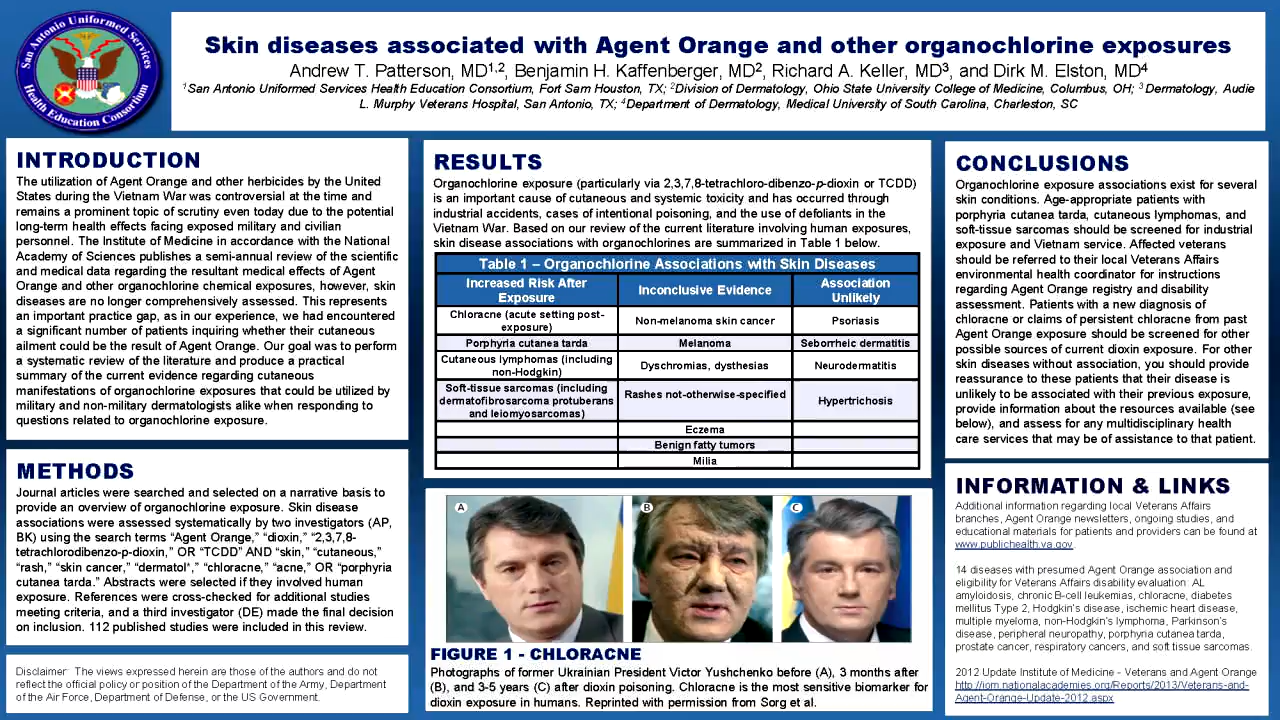 San Antonio Uniformed Services
Health Education Consortium
Skin diseases associated with Agent Orange and other organochlorine exposures
Andrew T. Patterson, MD1,2, Benjamin H. Kaffenberger, MD2, Richard A. Keller, MD3, and Dirk M. Elston, MD4
1San Antonio Uniformed Services Health Education Consortium, Fort Sam Houston, TX; 2Division of Dermatology, Ohio State University College of Medicine, Columbus, OH; 3 Dermatology, Audie
L. Murphy Veterans Hospital, San Antonio, TX; 4Department of Dermatology, Medical University of South Carolina, Charleston, SC
INTRODUCTION
The utilization of Agent Orange and other herbicides by the United
States during the Vietnam War was controversial at the time and
remains a prominent topic of scrutiny even today due to the potential
long-term health effects facing exposed military and civilian
personnel. The Institute of Medicine in accordance with the National
Academy of Sciences publishes a semi-annual review of the scientific
and medical data regarding the resultant medical effects of Agent
Orange and other organochlorine chemical exposures, however, skin
diseases are no longer comprehensively assessed. This represents
an important practice gap, as in our experience, we had encountered
a significant number of patients inquiring whether their cutaneous
ailment could be the result of Agent Orange. Our goal was to perform
a systematic review of the literature and produce a practical
summary of the current evidence regarding cutaneous
manifestations of organochlorine exposures that could be utilized by
military and non-military dermatologists alike when responding to
questions related to organochlorine exposure.
METHODS
Journal articles were searched and selected on a narrative basis to
provide an overview of organochlorine exposure. Skin disease
associations were assessed systematically by two investigators (AP,
BK) using the search terms “Agent Orange,” “dioxin,” “2,3,7,8-
tetrachlorodibenzo-p-dioxin,” OR “TCDD” AND “skin,” “cutaneous,”
“rash,” “skin cancer,” “dermatol*,” “chloracne,” “acne,” OR “porphyria
cutanea tarda.” Abstracts were selected if they involved human
exposure. References were cross-checked for additional studies
meeting criteria, and a third investigator (DE) made the final decision
on inclusion. 112 published studies were included in this review.
Disclaimer: The views expressed herein are those of the authors and do not
reflect the official policy or position of the Department of the Army, Department
of the Air Force, Department of Defense, or the US Government.
RESULTS
Organochlorine exposure (particularly via 2,3,7,8-tetrachloro-dibenzo-p-dioxin or TCDD)
is an important cause of cutaneous and systemic toxicity and has occurred through
industrial accidents, cases of intentional poisoning, and the use of defoliants in the
Vietnam War. Based on our review of the current literature involving human exposures,
skin disease associations with organochlorines are summarized in Table 1 below.
Table 1 – Organochlorine Associations with Skin Diseases
Increased Risk After Exposure Inconclusive Evidence Association Unlikely
Chloracne (acute setting post-exposure) Non-melanoma skin cancer Psoriasis
Porphyria cutanea tarda Melanoma Seborrheic dermatitis
Cutaneous lymphomas (including non-Hodgkin) Dyschromias, dysthesias Neurodermatitis
Soft-tissue sarcomas (including dermatofibrosarcoma protuberans and leiomyosarcomas) Rashes not-otherwise-specified Hypertrichosis
Eczema
Benign fatty tumors
Milia
A B C
FIGURE 1 - CHLORACNE
Photographs of former Ukrainian President Victor Yushchenko before (A), 3 months after
(B), and 3-5 years (C) after dioxin poisoning. Chloracne is the most sensitive biomarker for
dioxin exposure in humans. Reprinted with permission from Sorg et al.
CONCLUSIONS
Organochlorine exposure associations exist for several
skin conditions. Age-appropriate patients with
porphyria cutanea tarda, cutaneous lymphomas, and
soft-tissue sarcomas should be screened for industrial
exposure and Vietnam service. Affected veterans
should be referred to their local Veterans Affairs
environmental health coordinator for instructions
regarding Agent Orange registry and disability
assessment. Patients with a new diagnosis of
chloracne or claims of persistent chloracne from past
Agent Orange exposure should be screened for other
possible sources of current dioxin exposure. For other
skin diseases without association, you should provide
reassurance to these patients that their disease is
unlikely to be associated with their previous exposure,
provide information about the resources available (see
below), and assess for any multidisciplinary health
care services that may be of assistance to that patient.
INFORMATION & LINKS
Additional information regarding local Veterans Affairs
branches, Agent Orange newsletters, ongoing studies, and
educational materials for patients and providers can be found at
www.publichealth.va.gov.
14 diseases with presumed Agent Orange association and
eligibility for Veterans Affairs disability evaluation: AL
amyloidosis, chronic B-cell leukemias, chloracne, diabetes
mellitus Type 2, Hodgkin's disease, ischemic heart disease,
multiple myeloma, non-Hodgkin's lymphoma, Parkinson's
disease, peripheral neuropathy, porphyria cutanea tarda,
prostate cancer, respiratory cancers, and soft tissue sarcomas.
2012 Update Institute of Medicine - Veterans and Agent Orange
http://iom.nationalacademies.org/Reports/2013/Veterans-and-
Agent-Orange-Update-2012.aspx